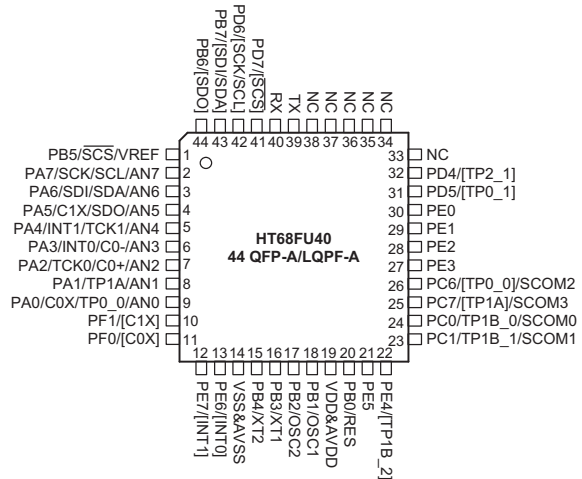 PB6/[SDO]
PB7/[SDI/SDA]
PD6/[SCK/SCL]
PD7/[SCS]
RX
TX
NC
NC
NC
NC
NC
44 43 42 41 40 39 38 37 36 35 34
PB5/SCS/VREF 1
PA7/SCK/SCL/AN7 2
PA6/SDI/SDA/AN6 3
PA5/C1X/SDO/AN5 4
PA4/INT1/TCK1/AN4 5
PA3/INT0/C0-/AN3 6
PA2/TCK0/C0+/AN2 7
PA1/TP1A/AN1 8
PA0/C0X/TP0_0/AN0 9
PF1/[C1X] 10
PF0/[C0X] 11
HT68FU40
44 QFP-A/LQPF-A
33 NC
32 PD4/[TP2_1]
31 PD5/[TP0_1]
30 PE0
29 PE1
28 PE2
27 PE3
26 PC6/[TP0_0]/SCOM2
25 PC7/[TP1A]/SCOM3
24 PC0/TP1B_0/SCOM0
23 PC1/TP1B_1/SCOM1
12 13 14 15 16 17 18 19 20 21 22
PE7/[INT1]
PE6/[INT0]
VSS&AVSS
PB4/XT2
PB3/XT1
PB2/OSC2
PB1/OSC1
VDD&AVDD
PB0/RES
PE5
PE4/[TP1B_2]